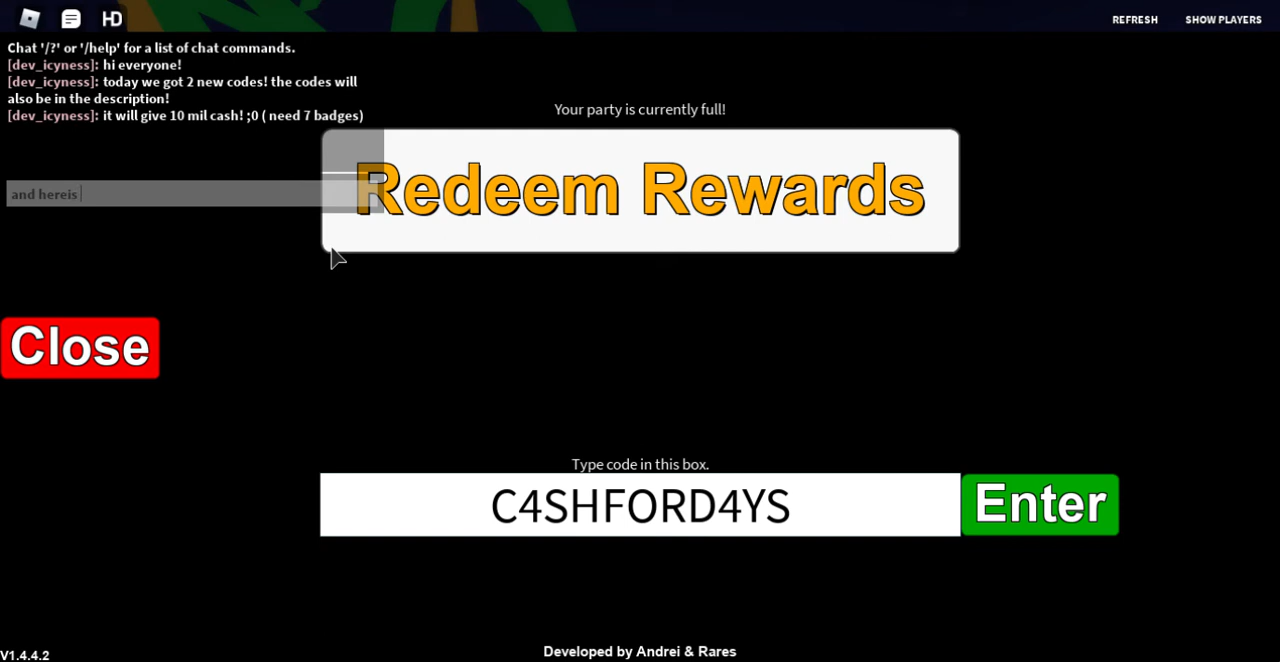 HD
REFRESH
SHOW PLAYERS
Chat '/?' or '/help' for a list of chat commands.
[dev_icyness]: hi everyone!
[dev_icyness]: today we got 2 new codes! the codes will
also be in the description!
[dev_icyness]: it will give 10 mil cash! ;0 ( need 7 badges)
and hereis
Your party is currently full!
Redeem Rewards
Close
Type code in this box.
C4SHFORD4YS
Enter
V1.4.4.2
Developed by Andrei & Rares